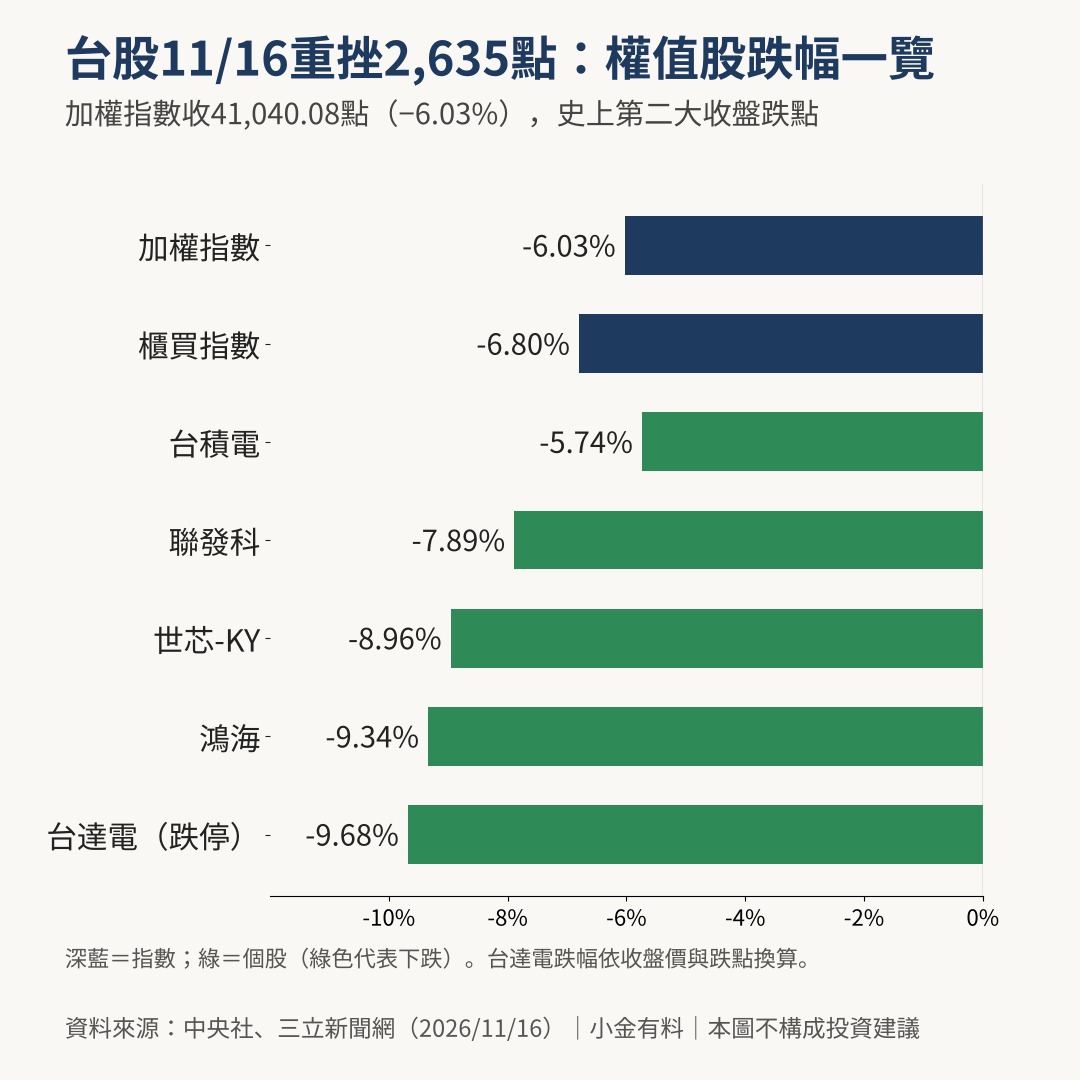 台股11/16重挫2,635點：權值股跌幅一覽
加權指數收41,040.08點（−6.03%），史上第二大收盤跌點
加權指數 -6.03%
櫃買指數 -6.80%
台積電 -5.74%
聯發科 -7.89%
世芯-KY -8.96%
鴻海 -9.34%
台達電（跌停） -9.68%
-10% -8% -6% -4% -2% 0%
深藍＝指數；綠＝個股（綠色代表下跌）。台達電跌幅依收盤價與跌點換算。
資料來源：中央社、三立新聞網（2026/11/16）｜小金有料｜本圖不構成投資建議